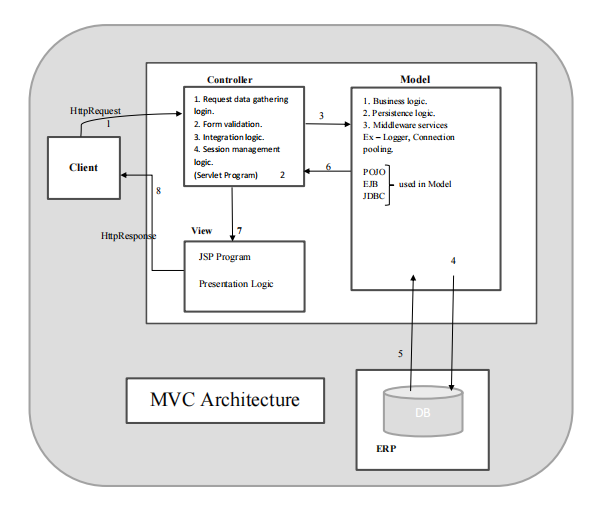 Controller
Model
HttpRequest
1
1. Request data gathering
login.
2. Form validation.
3. Integration logic.
4. Session management
logic.
(Servlet Program) 2
3
1. Business logic.
2. Persistence logic.
3. Middleware services
Ex – Logger, Connection
pooling.
6
POJO
EJB used in Model
JDBC
Client
8
HttpResponse
View 7
JSP Program
Presentation Logic
4
5
MVC Architecture
DB
ERP